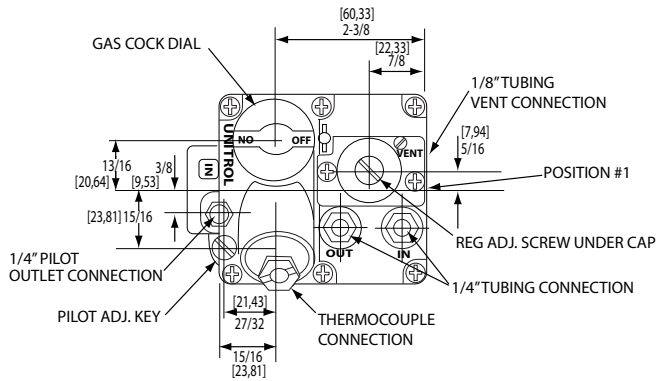 [60,33]
2-3/8
GAS COCK DIAL
[22,33]
7/8
1/8" TUBING
VENT CONNECTION
UNITROL
NO
OFF
VENT
[7,94]
5/16
13/16
[20,64]
3/8
[9,53]
IN
POSITION #1
[23,81] 15/16
REG ADJ. SCREW UNDER CAP
1/4" PILOT
OUTLET CONNECTION
OUT
IN
1/4" TUBING CONNECTION
PILOT ADJ. KEY
[21,43]
27/32
THERMOCOUPLE
CONNECTION
15/16
[23,81]